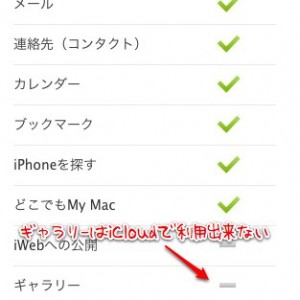 メール
連絡先（コンタクト）
カレンダー
ブックマーク
iPhoneを探す
どこでもMy Mac
ギャラリーはiCloudで利用出来ない
iWebへの公開
ギャラリー